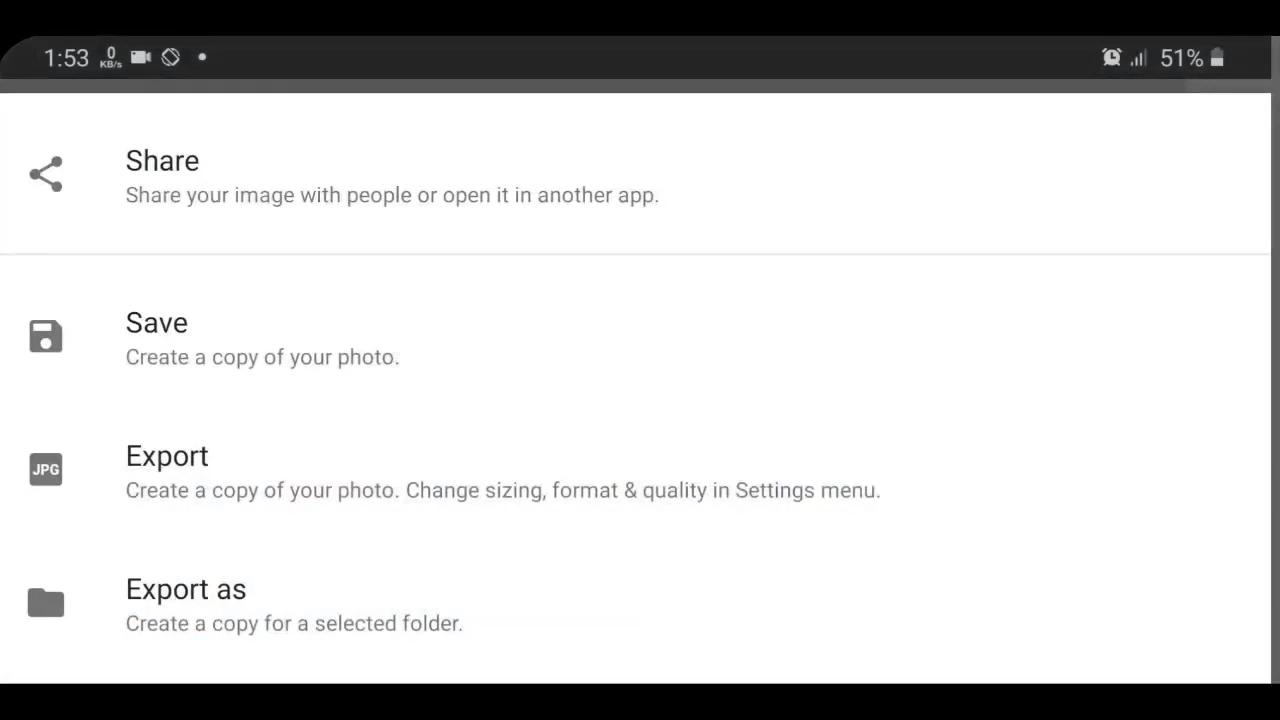 1:53 0 KB/s 51%
Share
Share your image with people or open it in another app.
Save
Create a copy of your photo.
JPG
Export
Create a copy of your photo. Change sizing, format & quality in Settings menu.
Export as
Create a copy for a selected folder.